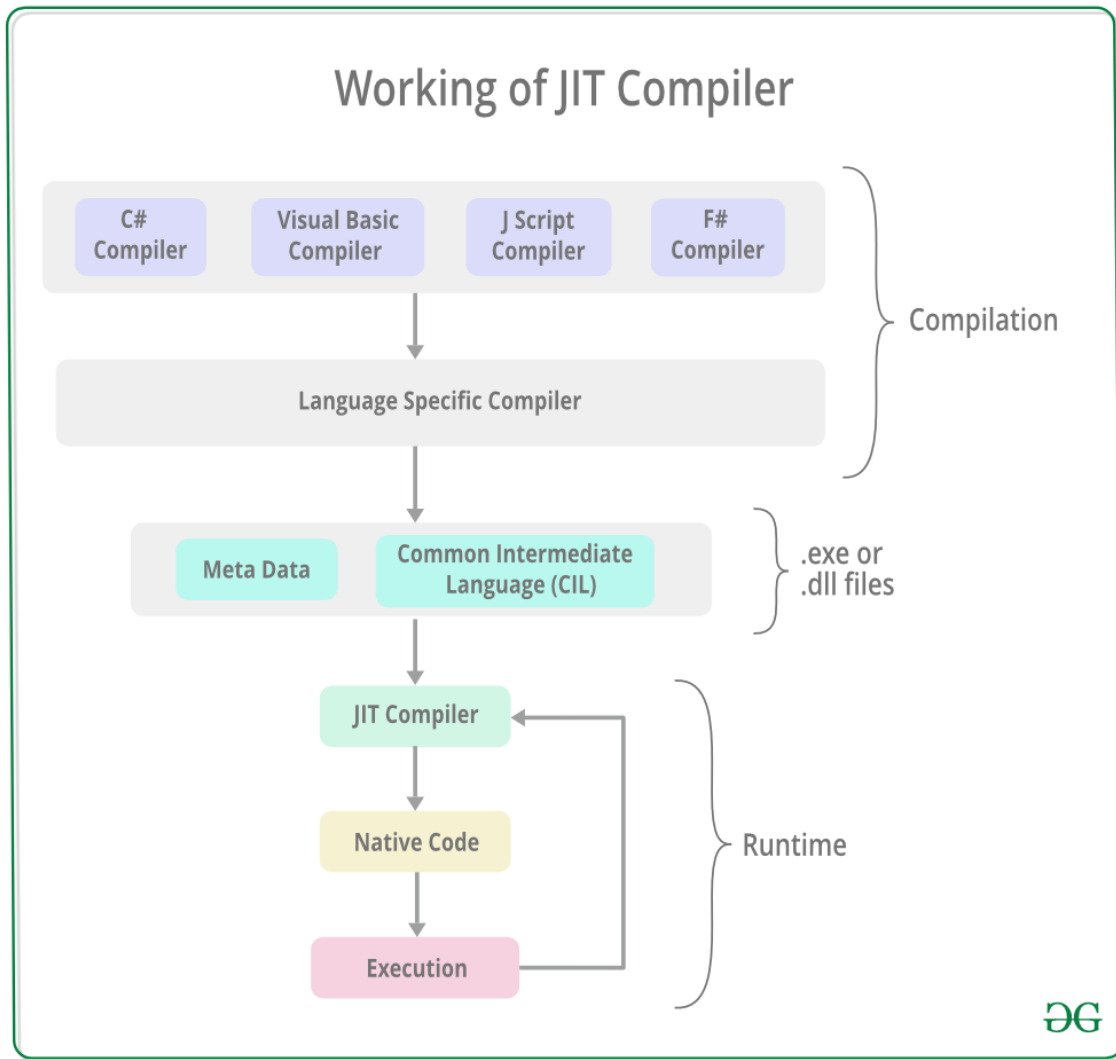 Working of JIT Compiler
C#
Compiler
Visual Basic
Compiler
J Script
Compiler
F#
Compiler
Compilation
Language Specific Compiler
Meta Data
Common Intermediate
Language (CIL)
.exe or
.dll files
JIT Compiler
Native Code
Runtime
Execution